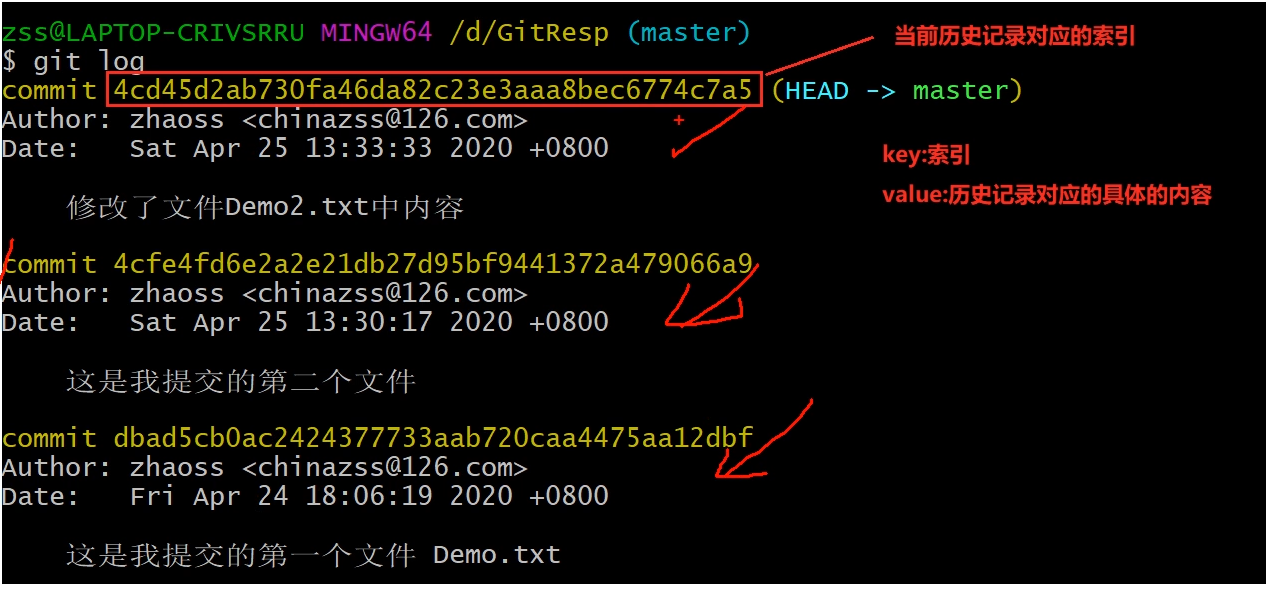 zss@LAPTOP-CRIVSRRU MINGW64 /d/GitResp (master)
当前历史记录对应的索引
$ git log
commit 4cd45d2ab730fa46da82c23e3aaa8bec6774c7a5 (HEAD -> master)
Author: zhaoss <chinazss@126.com>
Date:   Sat Apr 25 13:33:33 2020 +0800
key:索引
value:历史记录对应的具体的内容
修改了文件Demo2.txt中内容
commit 4cfe4fd6e2a2e21db27d95bf9441372a479066a9
Author: zhaoss <chinazss@126.com>
Date:   Sat Apr 25 13:30:17 2020 +0800
这是我提交的第二个文件
commit dbad5cb0ac2424377733aab720caa4475aa12dbf
Author: zhaoss <chinazss@126.com>
Date:   Fri Apr 24 18:06:19 2020 +0800
这是我提交的第一个文件 Demo.txt